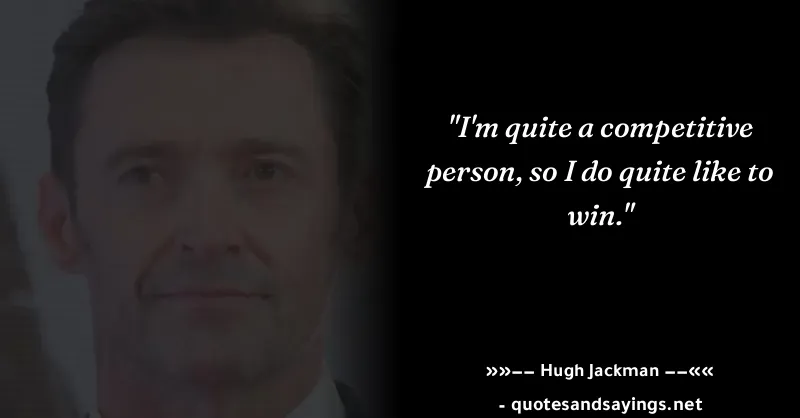 "I'm quite a competitive
person, so I do quite like to
win."
»»−− Hugh Jackman −−««
- quotesandsayings.net